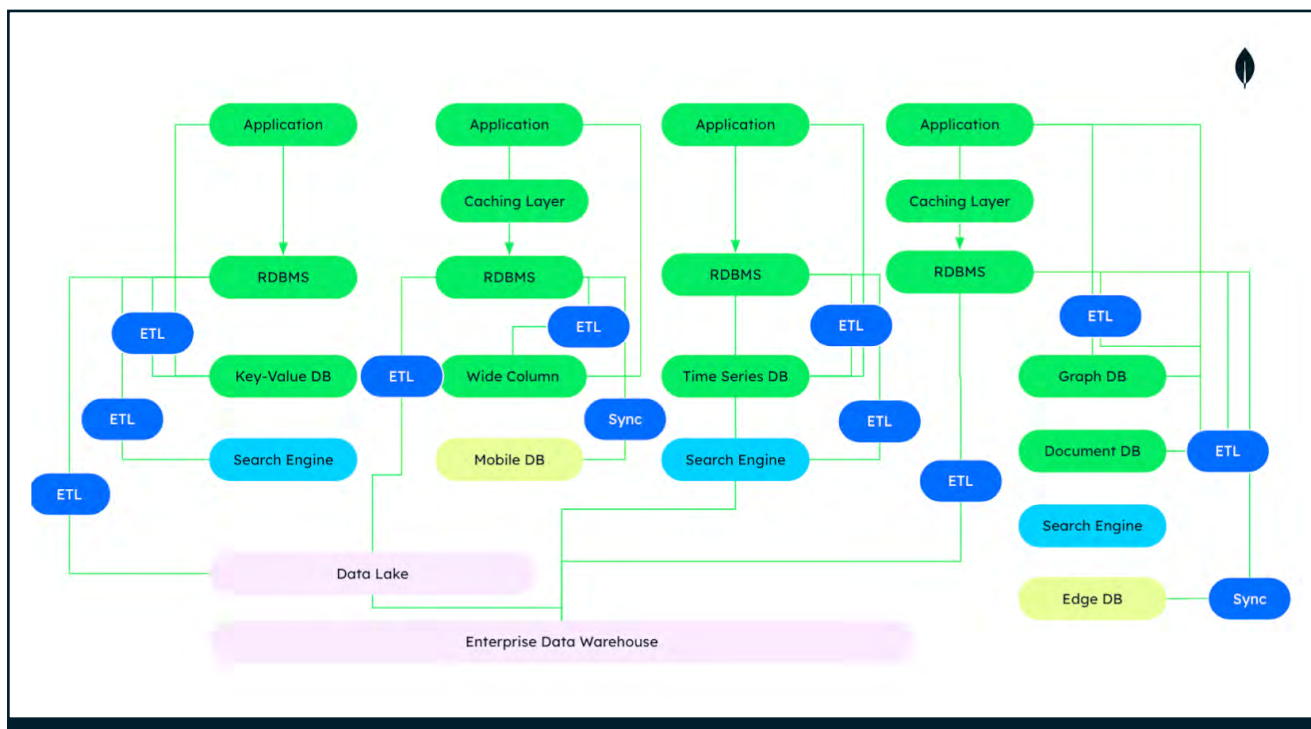 Application
Application
Application
Application
Caching Layer
Caching Layer
RDBMS
RDBMS
RDBMS
RDBMS
ETL
ETL
ETL
ETL
Key-Value DB
ETL
Wide Column
Time Series DB
Graph DB
ETL
Sync
ETL
Search Engine
Mobile DB
Search Engine
Document DB
ETL
ETL
ETL
Search Engine
Data Lake
Edge DB
Sync
Enterprise Data Warehouse